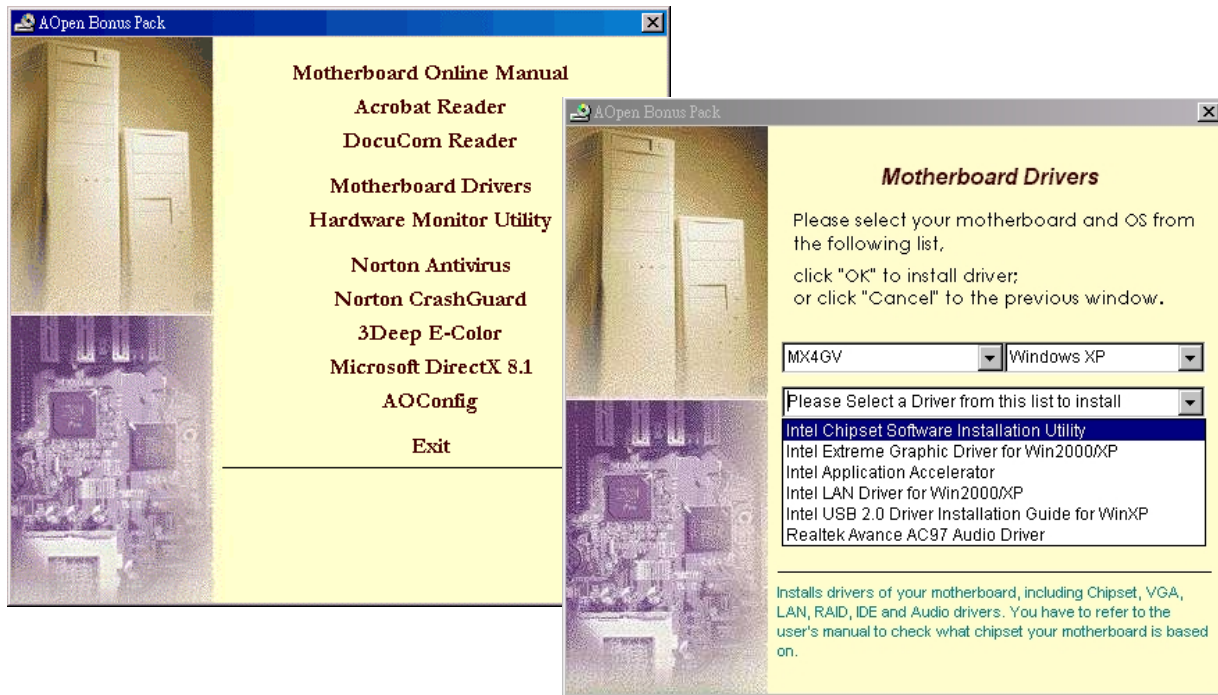 AOpen Bonus Pack
Motherboard Online Manual
Acrobat Reader
DocuCom Reader
Motherboard Drivers
Hardware Monitor Utility
Norton Antivirus
Norton CrashGuard
3Deep E-Color
Microsoft DirectX 8.1
AOConfig
Exit
AOpen Bonus Pack
Motherboard Drivers
Please select your motherboard and OS from
the following list,
click "OK" to install driver;
or click "Cancel" to the previous window.
MX4GV
Windows XP
Please Select a Driver from this list to install
Intel Chipset Software Installation Utility
Intel Extreme Graphic Driver for Win2000/XP
Intel Application Accelerator
Intel LAN Driver for Win2000/XP
Intel USB 2.0 Driver Installation Guide for WinXP
Realtek Avance AC97 Audio Driver
Installs drivers of your motherboard, including Chipset, VGA,
LAN, RAID, IDE and Audio drivers. You have to refer to the
user's manual to check what chipset your motherboard is based
on.